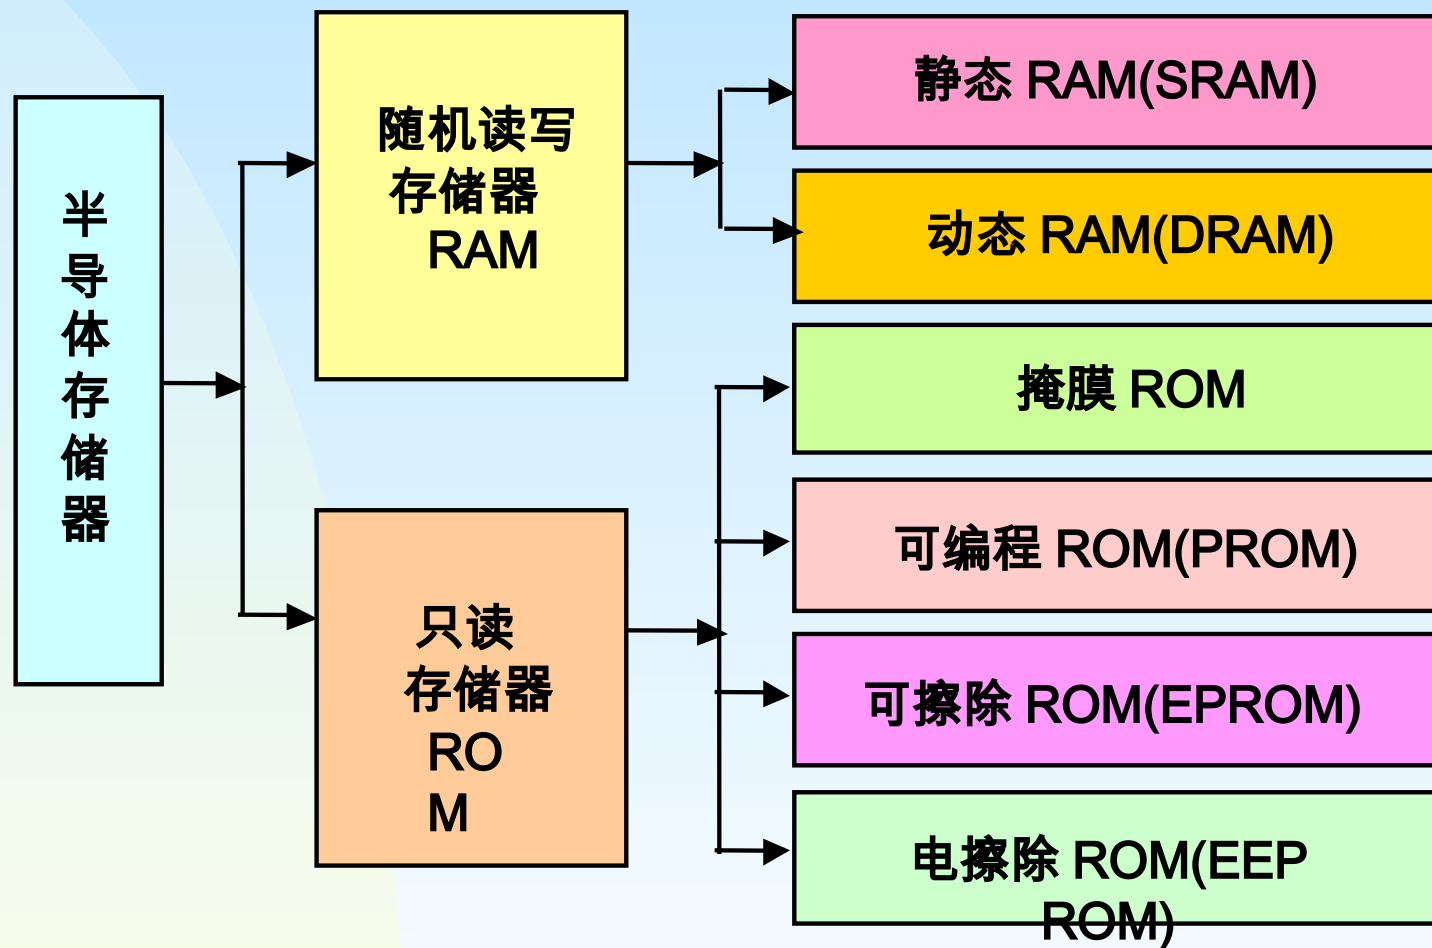 半
导
体
存
储
器
随机读写
存储器
RAM
只读
存储器
RO
M
静态 RAM(SRAM)
动态 RAM(DRAM)
掩膜 ROM
可编程 ROM(PROM)
可擦除 ROM(EPROM)
电擦除 ROM(EEP
ROM)